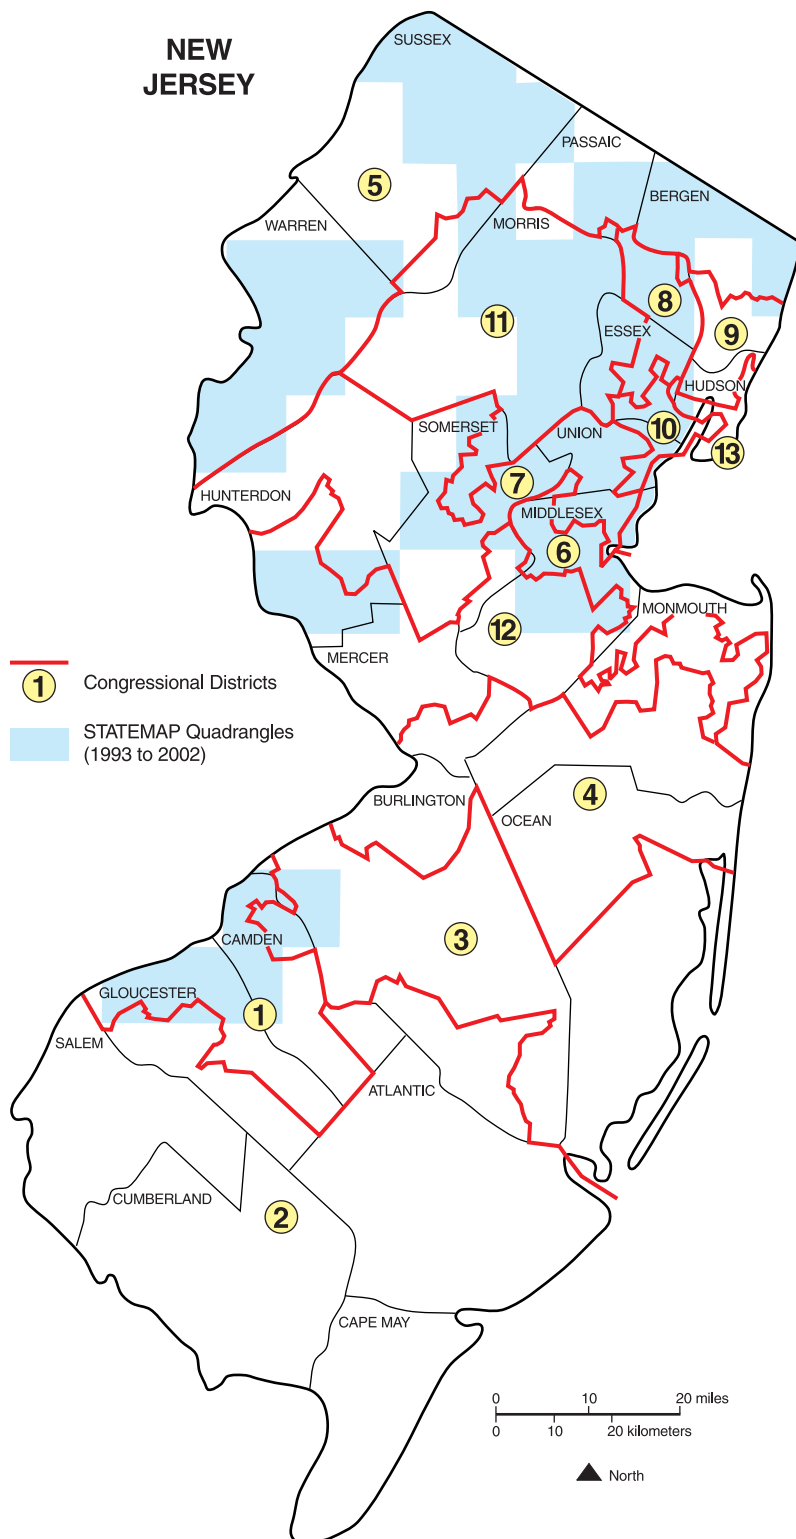 NEW
JERSEY
SUSSEX
PASSAIC
5
BERGEN
WARREN
MORRIS
8
11
ESSEX
9
HUDSON
SOMERSET
UNION
10
13
7
HUNTERDON
MIDDLESEX
6
MONMOUTH
12
MERCER
1 Congressional Districts
STATEMAP Quadrangles
(1993 to 2002)
4
BURLINGTON
OCEAN
3
CAMDEN
GLOUCESTER
1
SALEM
ATLANTIC
CUMBERLAND
2
CAPE MAY
0 10 20 miles
0 10 20 kilometers
North